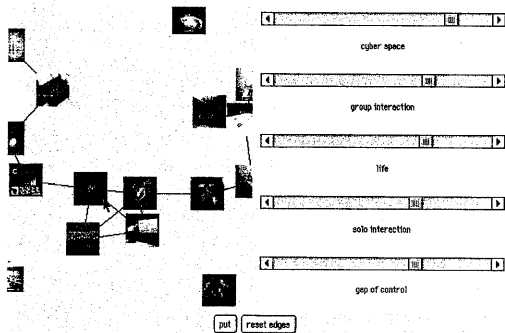 cyber space
group interaction
life
solo interaction
gap of control
put
reset edges